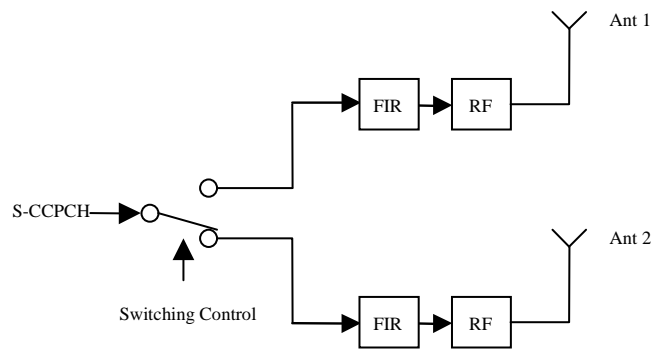 Ant 1
FIR
RF
S-CCPCH
Ant 2
Switching Control
FIR
RF